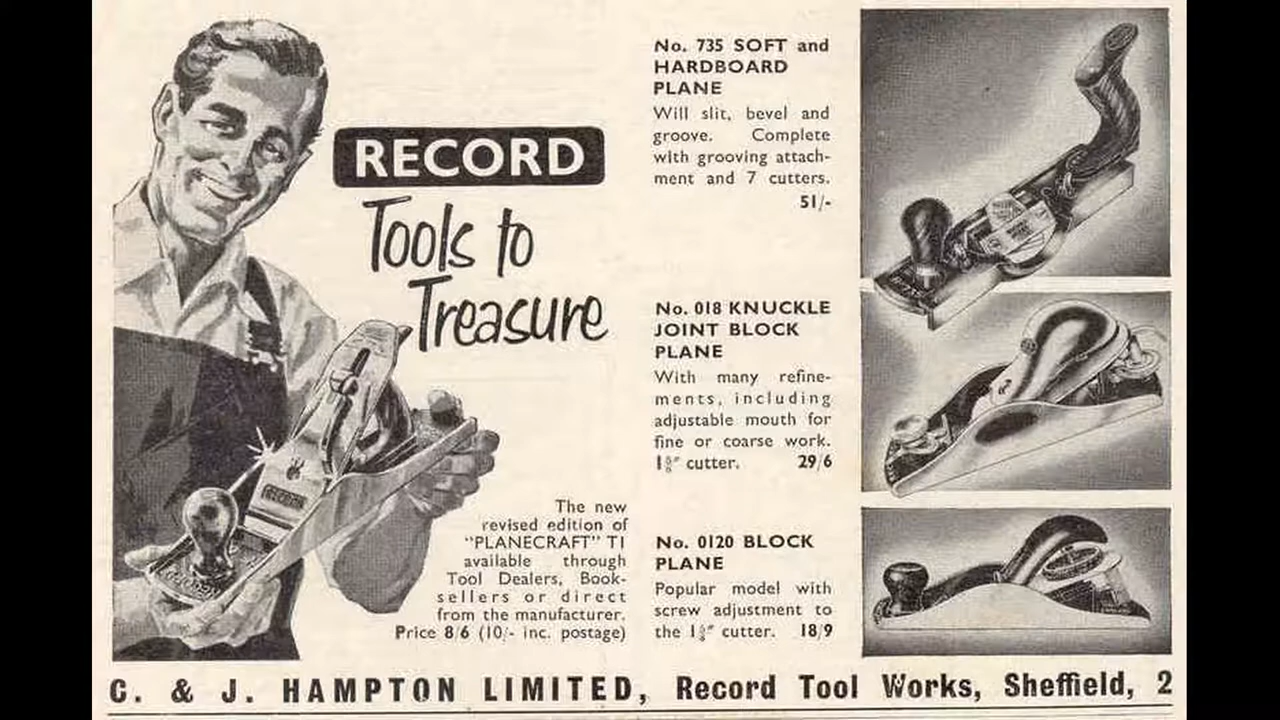 RECORD
Tools to
Treasure
RECORD
The new
revised edition of
"PLANECRAFT" T1
available through
Tool Dealers, Book-
sellers or direct
from the manufacturer.
Price 8/6 (10/- inc. postage)
No. 735 SOFT and
HARDBOARD
PLANE
Will slit, bevel and
groove. Complete
with grooving attach-
ment and 7 cutters.
51/-
No. 018 KNUCKLE
JOINT BLOCK
PLANE
With many refine-
ments, including
adjustable mouth for
fine or coarse work.
1⅝" cutter. 29/6
No. 0120 BLOCK
PLANE
Popular model with
screw adjustment to
the 1⅝" cutter. 18/9
C. & J. HAMPTON LIMITED, Record Tool Works, Sheffield, 2